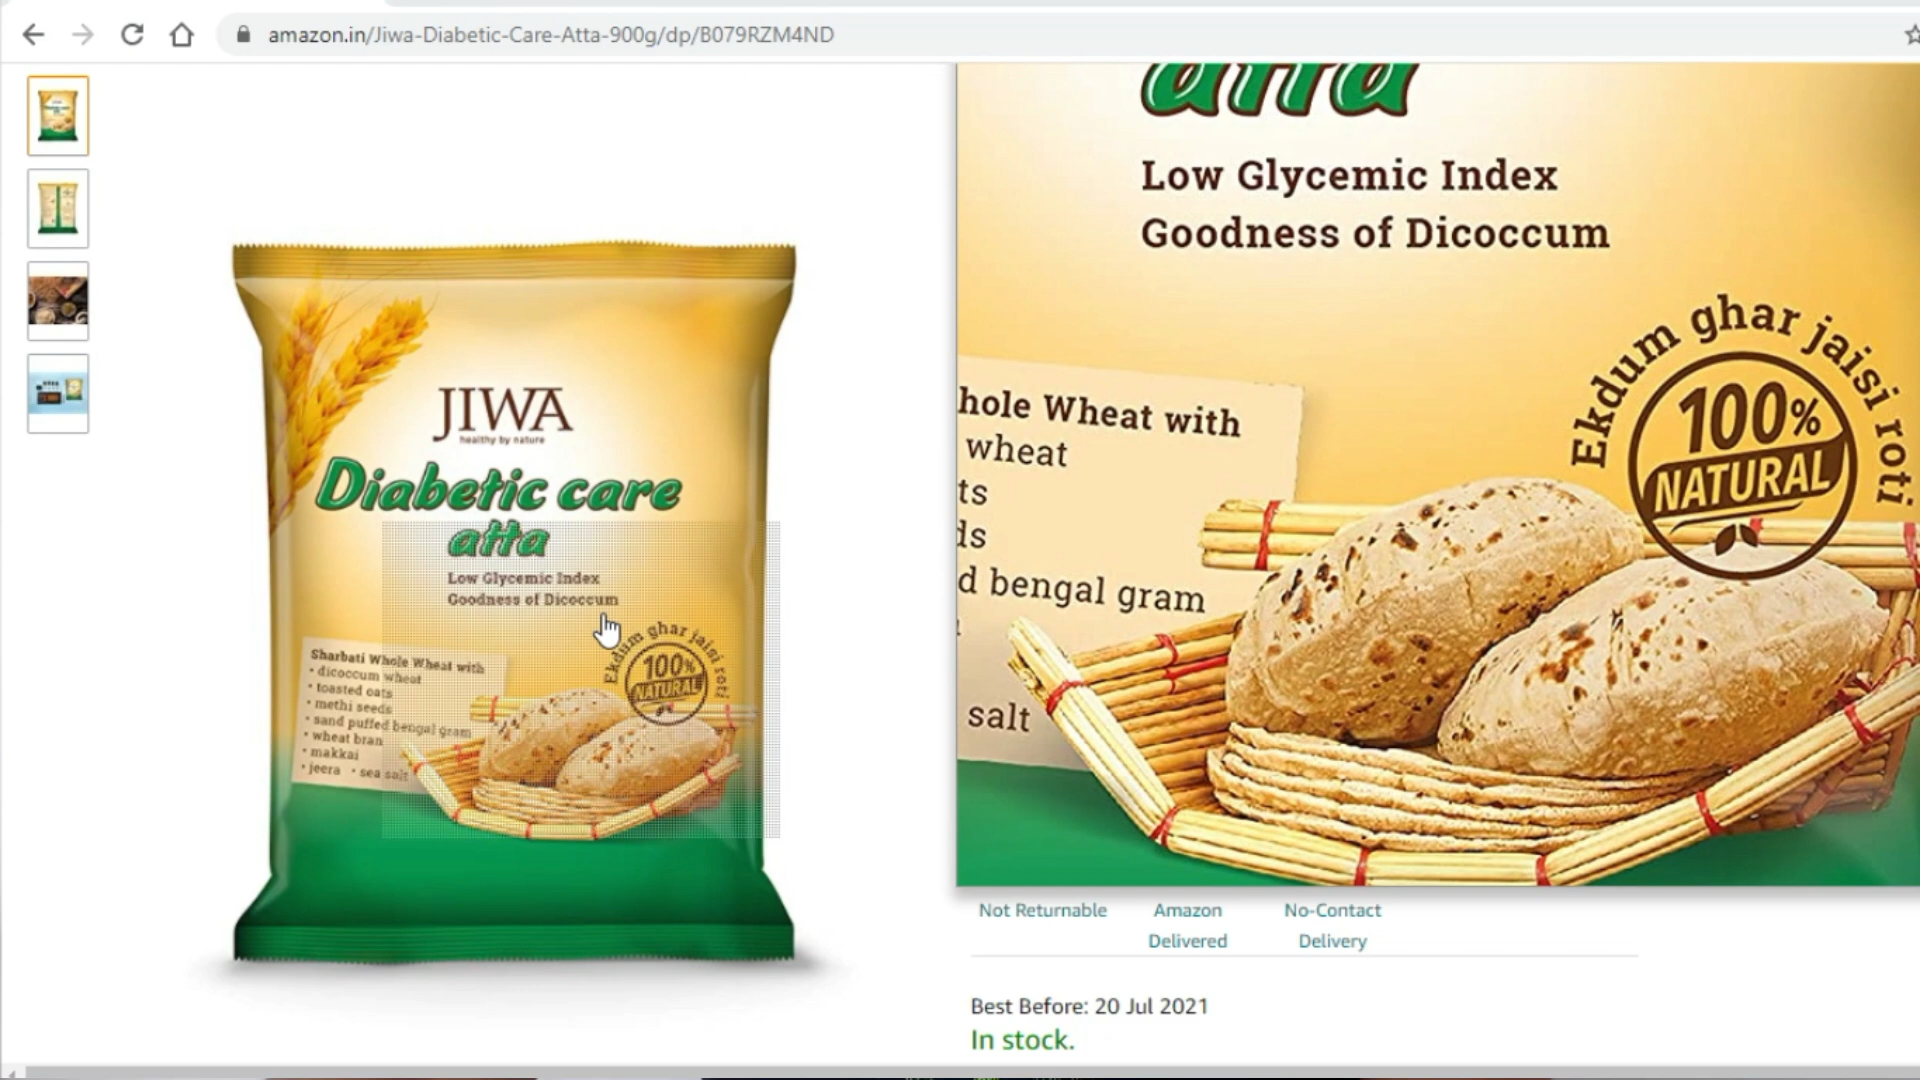 amazon.in/Jiwa-Diabetic-Care-Atta-900g/dp/B079RZM4ND
JIWA
healthy by nature
Diabetic care
atta
Low Glycemic Index
Goodness of Dicoccum
Ekdum ghar jaisi roti
100%
NATURAL
Sharbati Whole Wheat with
• dicoccum wheat
• toasted oats
• methi seeds
• sand puffed bengal gram
• wheat bran
• makkai
• jeera • sea salt
atta
Low Glycemic Index
Goodness of Dicoccum
Ekdum ghar jaisi roti
100%
NATURAL
hole Wheat with
wheat
ts
ds
d bengal gram
salt
Not Returnable
Amazon
Delivered
No-Contact
Delivery
Best Before: 20 Jul 2021
In stock.